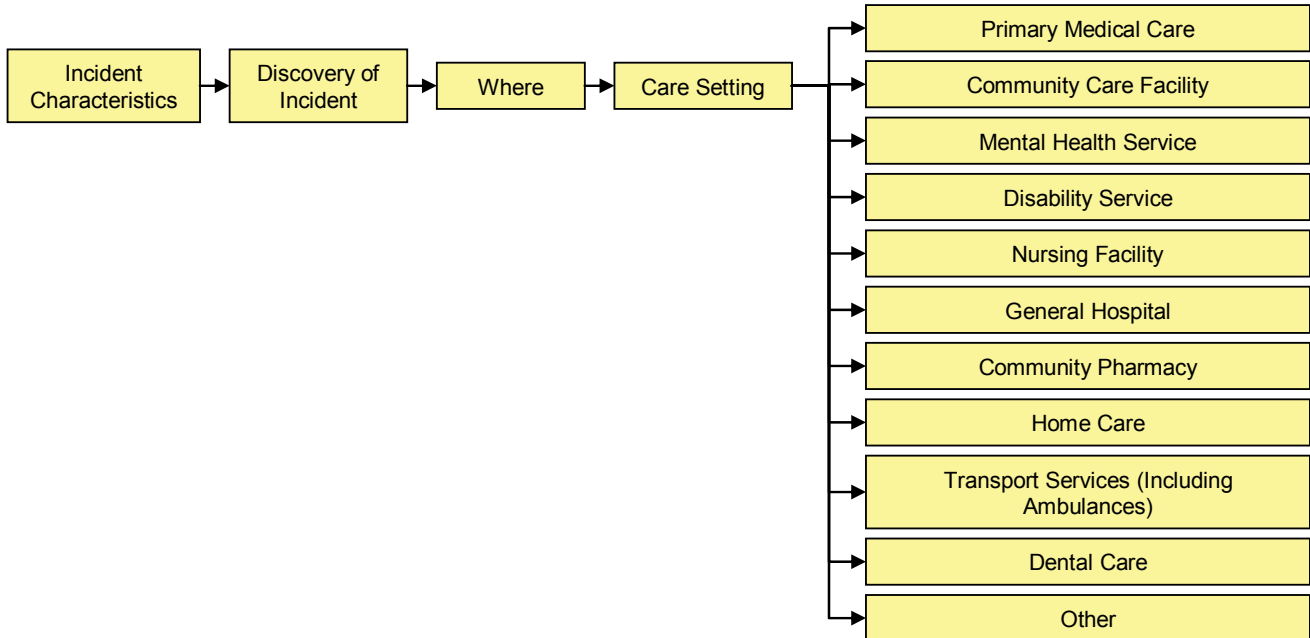 Incident
Characteristics
Discovery of
Incident
Where
Care Setting
Primary Medical Care
Community Care Facility
Mental Health Service
Disability Service
Nursing Facility
General Hospital
Community Pharmacy
Home Care
Transport Services (Including
Ambulances)
Dental Care
Other